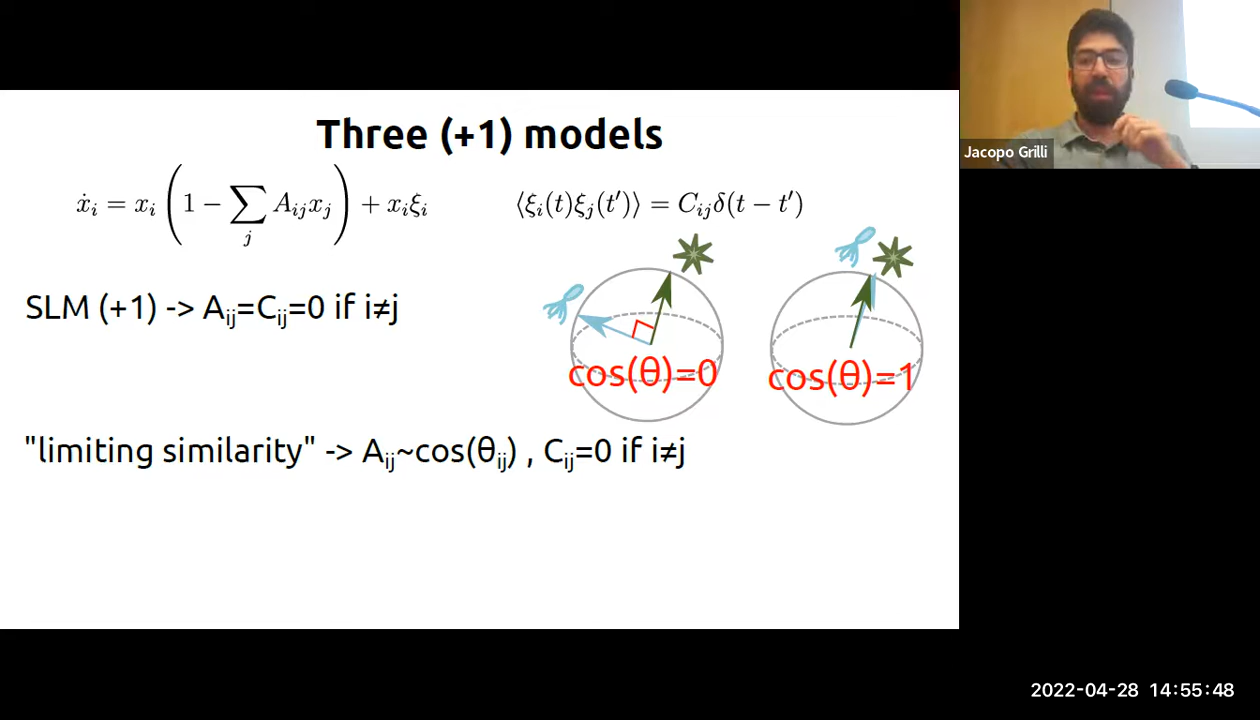 Three (+1) models
ẋᵢ = xᵢ (1 − ∑ⱼ Aᵢⱼxⱼ) + xᵢξᵢ
⟨ξᵢ(t)ξⱼ(t′)⟩ = Cᵢⱼδ(t − t′)
SLM (+1) -> Aᵢⱼ=Cᵢⱼ=0 if i≠j
cos(θ)=0
cos(θ)=1
"limiting similarity" -> Aᵢⱼ~cos(θᵢⱼ) , Cᵢⱼ=0 if i≠j
Jacopo Grilli
2022-04-28 14:55:48